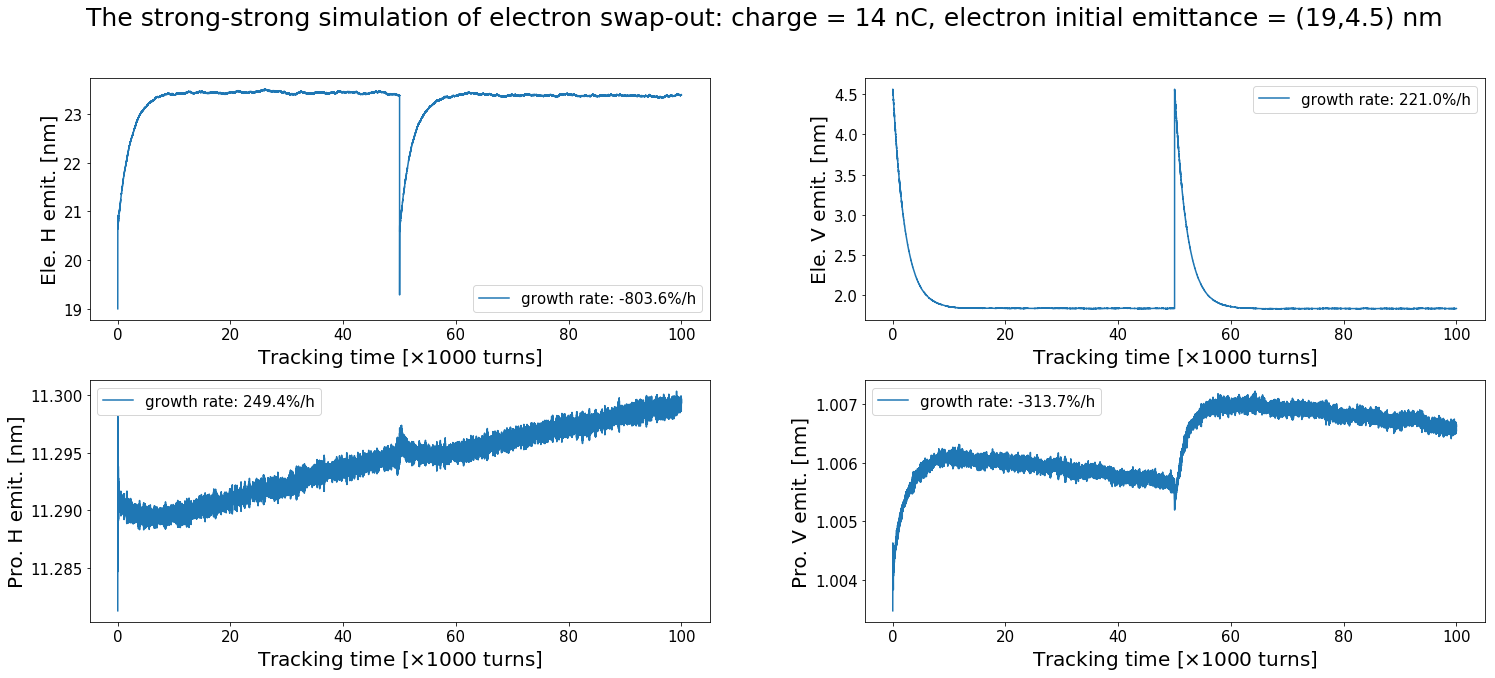 The strong-strong simulation of electron swap-out: charge = 14 nC, electron initial emittance = (19,4.5) nm
Ele. H emit. [nm]
23
22
21
20
19
growth rate: -803.6%/h
0 20 40 60 80 100
Tracking time [×1000 turns]
Ele. V emit. [nm]
4.5
4.0
3.5
3.0
2.5
2.0
growth rate: 221.0%/h
0 20 40 60 80 100
Tracking time [×1000 turns]
Pro. H emit. [nm]
11.300
11.295
11.290
11.285
growth rate: 249.4%/h
0 20 40 60 80 100
Tracking time [×1000 turns]
Pro. V emit. [nm]
1.007
1.006
1.005
1.004
growth rate: -313.7%/h
0 20 40 60 80 100
Tracking time [×1000 turns]